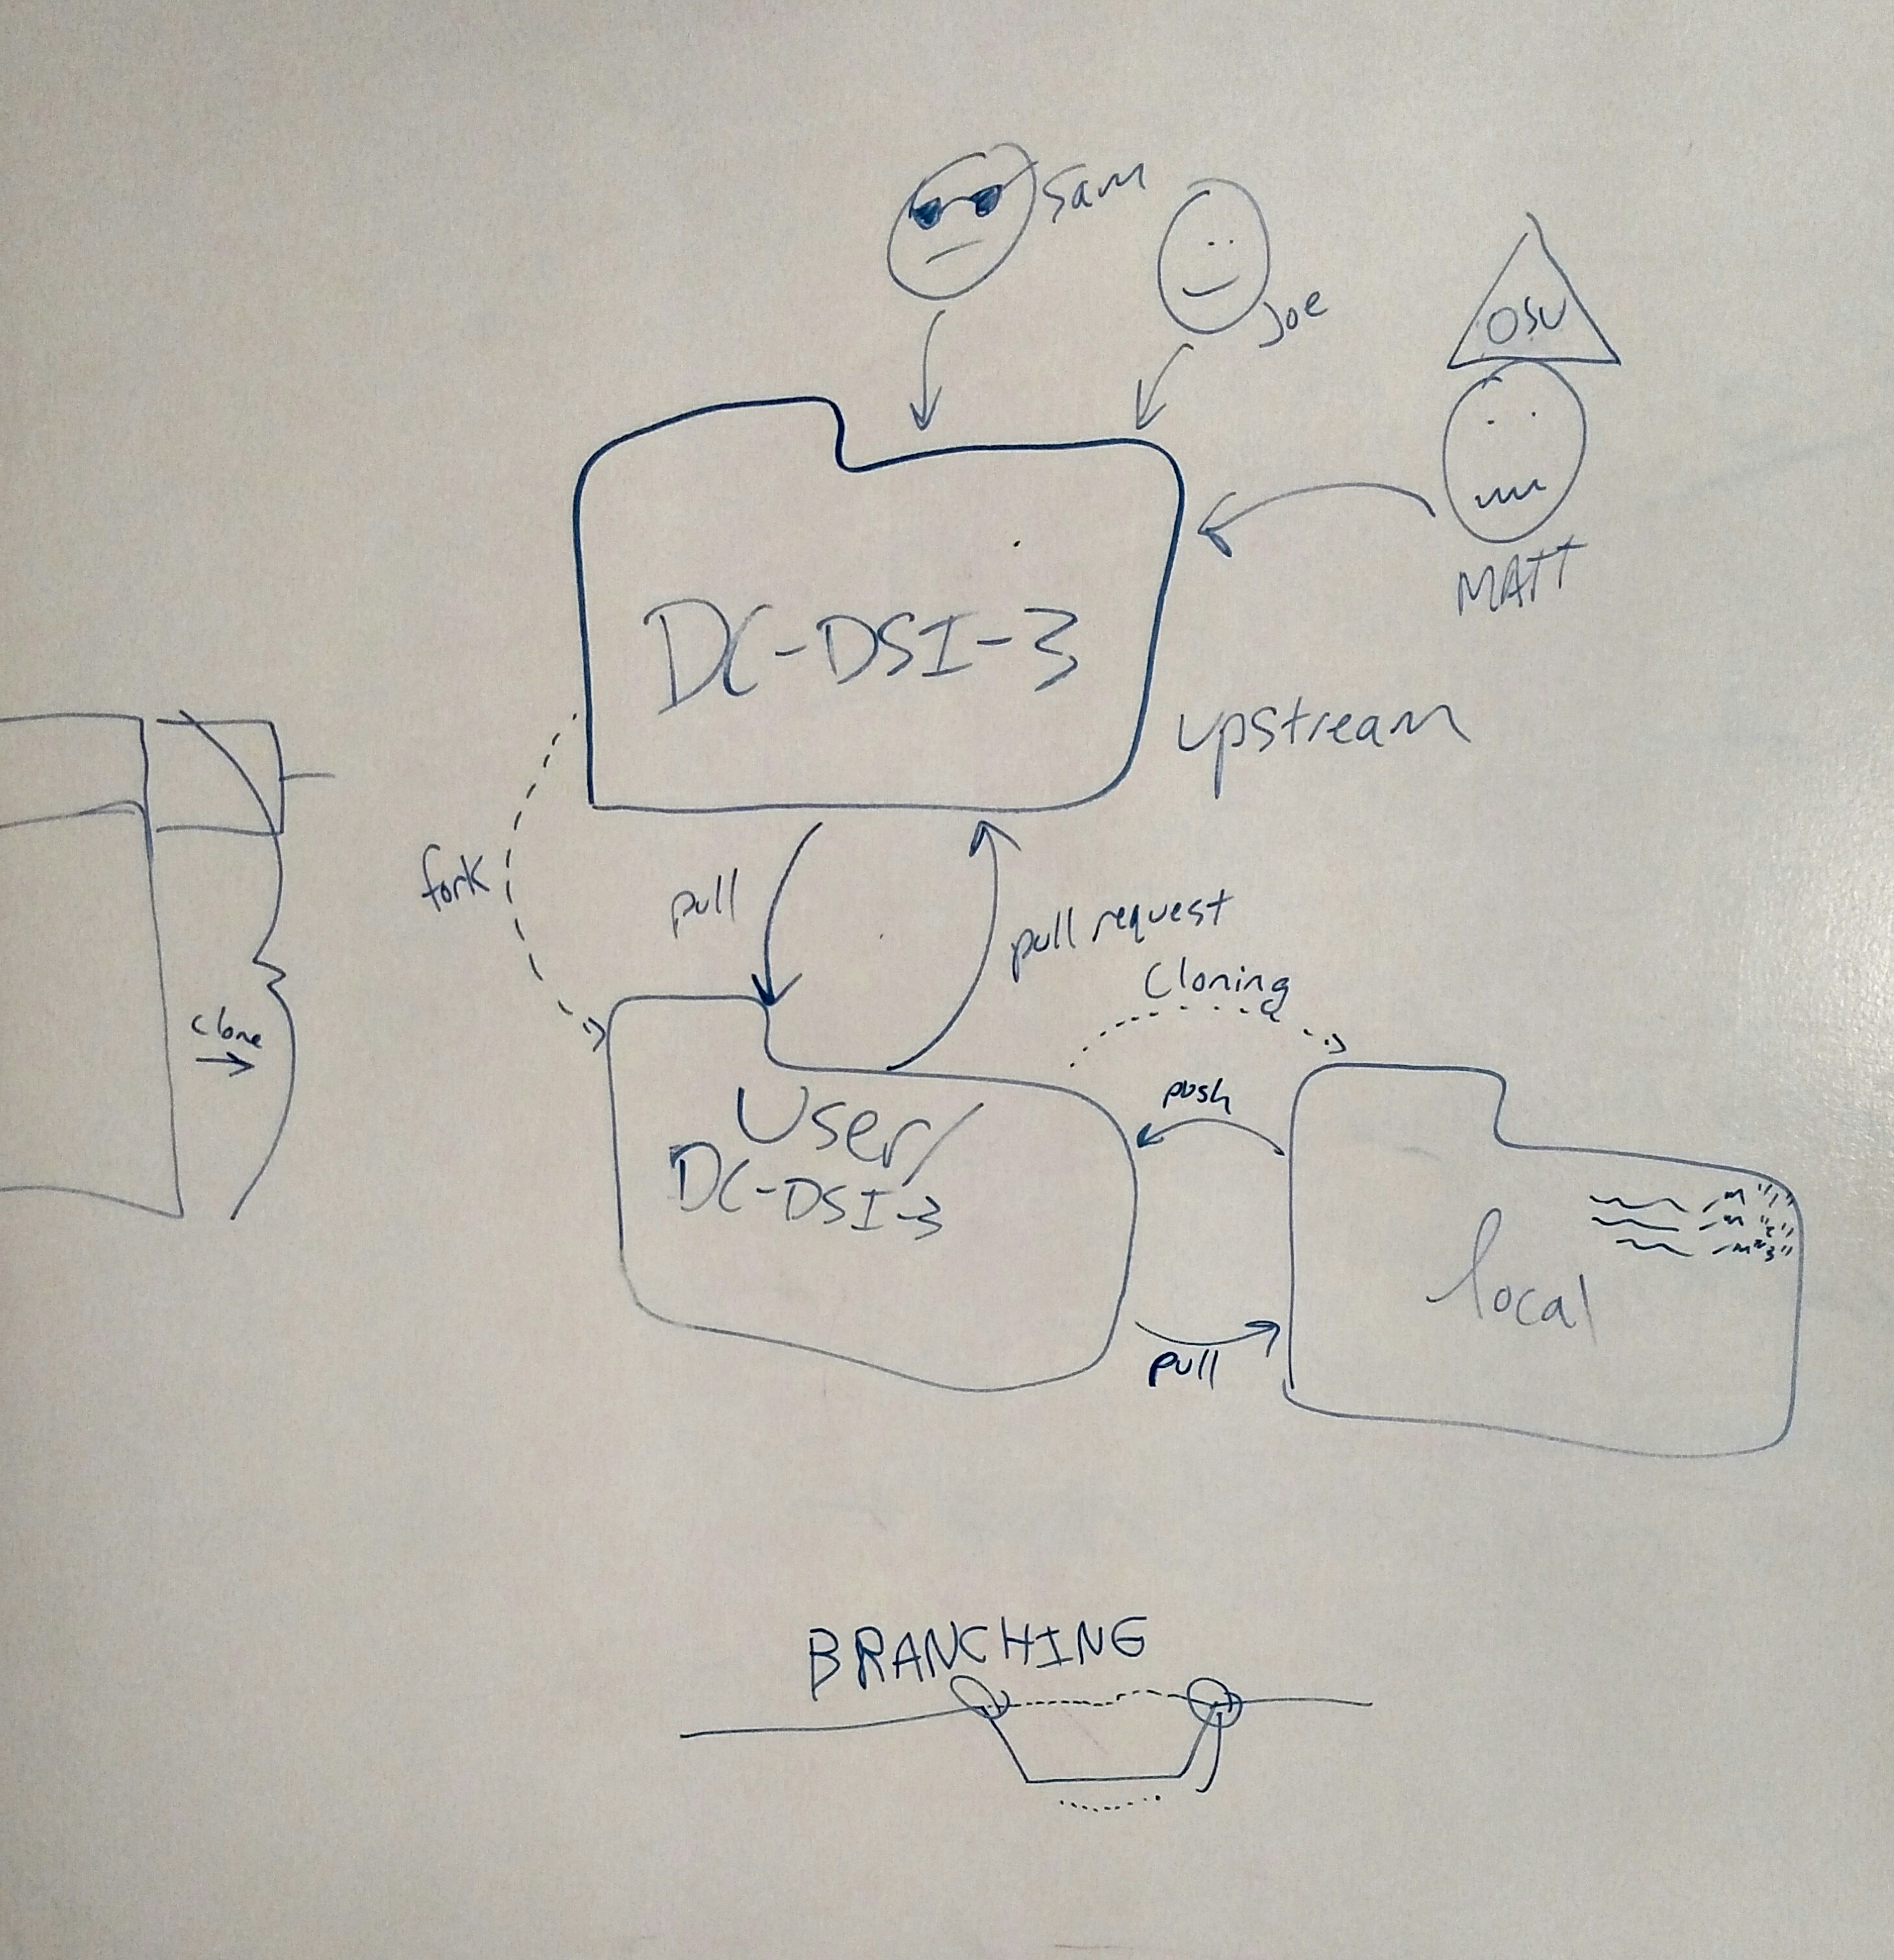 Sam
Joe
OSU
MATT
DC-DSI-3
upstream
fork
pull
pull request
Cloning
clone
push
User/
DC-DSI-3
m "1"
m "2"
m "3"
local
pull
BRANCHING